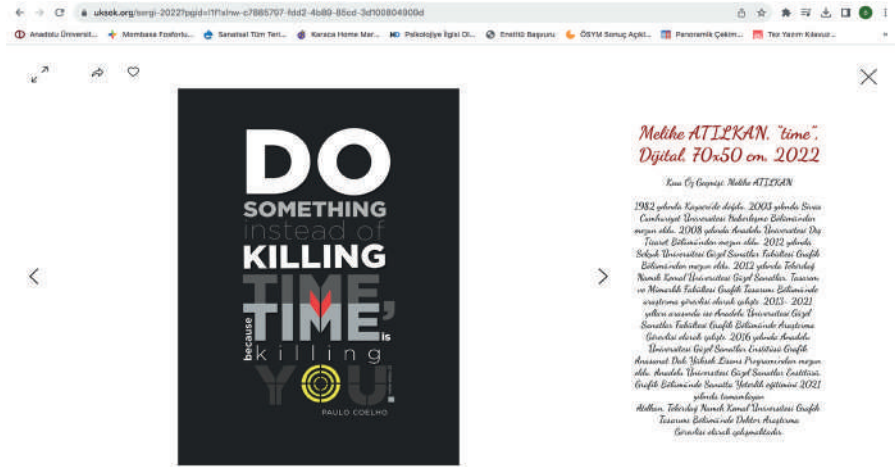 uksek.org/sergi-2022?pgid=l1f1slnw-c7885797-fdd2-4b89-85cd-3d100804900d
Anadolu Üniversit...
Mombasa Fosforlu...
Sanatsal Tüm Teri...
Karaca Home Mar...
Psikolojiye İlgisi Ol...
Enstitü Başvuru
ÖSYM Sonuç Açıkl...
Panoramik Çekim...
Tez Yazım Kılavuz...
DO
SOMETHING
instead of
KILLING
TIME,
because
TIME is
killing
YOU.
PAULO COELHO
Melike ATILKAN, "time",
Dijital, 70x50 cm, 2022
Kısa Öz Geçmişi: Melike ATILKAN
1982 yılında Kayseri'de doğdu. 2003 yılında Sivas
Cumhuriyet Üniversitesi Haberleşme Bölümünden
mezun oldu. 2008 yılında Anadolu Üniversitesi Dış
Ticaret Bölümünden mezun oldu. 2012 yılında
Selçuk Üniversitesi Güzel Sanatlar Fakültesi Grafik
Bölümünden mezun oldu. 2012 yılında Tekirdağ
Namık Kemal Üniversitesi Güzel Sanatlar, Tasarım
ve Mimarlık Fakültesi Grafik Tasarımı Bölümünde
araştırma görevlisi olarak çalıştı. 2013- 2021
yılları arasında ise Anadolu Üniversitesi Güzel
Sanatlar Fakültesi Grafik Bölümünde Araştırma
Görevlisi olarak çalıştı. 2016 yılında Anadolu
Üniversitesi Güzel Sanatlar Enstitüsü Grafik
Anasanat Dalı Yüksek Lisans Programından mezun
oldu. Anadolu Üniversitesi Güzel Sanatlar Enstitüsü,
Grafik Bölümünde Sanatta Yeterlik eğitimini 2021
yılında tamamlayan
Atılkan, Tekirdağ Namık Kemal Üniversitesi Grafik
Tasarımı Bölümünde Doktor Araştırma
Görevlisi olarak çalışmaktadır.